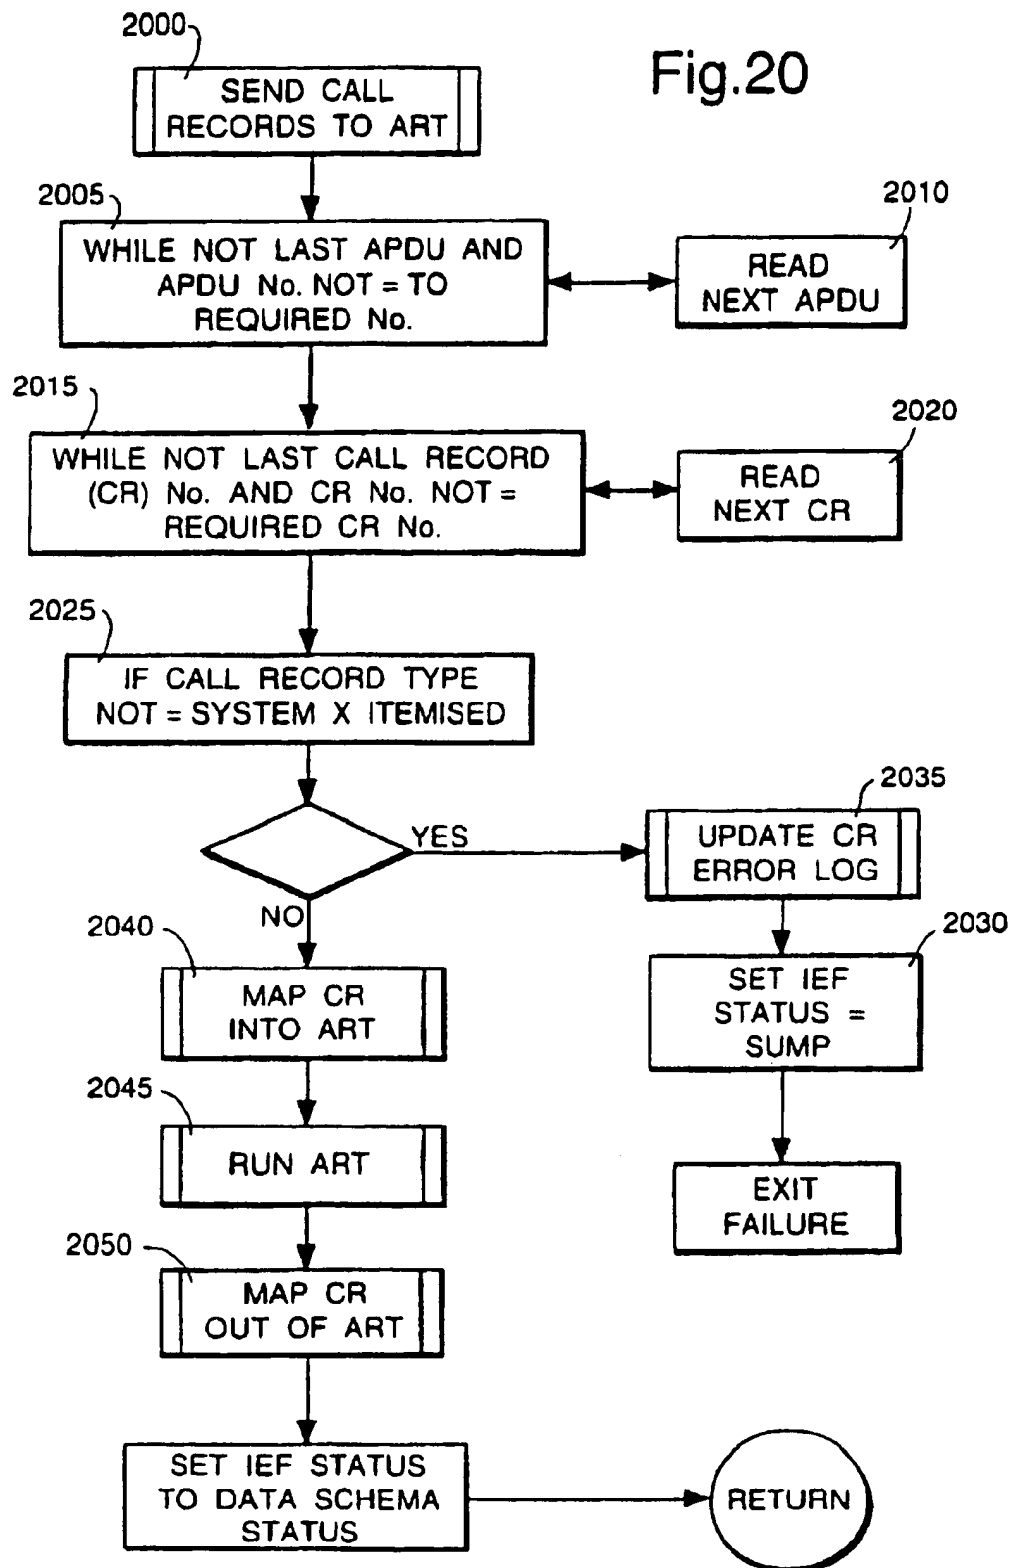 2000
Fig.20
SEND CALL
RECORDS TO ART
2005
WHILE NOT LAST APDU AND
APDU No. NOT = TO
REQUIRED No.
2010
READ
NEXT APDU
2015
WHILE NOT LAST CALL RECORD
(CR) No. AND CR No. NOT =
REQUIRED CR No.
2020
READ
NEXT CR
2025
IF CALL RECORD TYPE
NOT = SYSTEM X ITEMISED
YES
NO
2035
UPDATE CR
ERROR LOG
2030
SET IEF
STATUS =
SUMP
EXIT
FAILURE
2040
MAP CR
INTO ART
2045
RUN ART
2050
MAP CR
OUT OF ART
SET IEF STATUS
TO DATA SCHEMA
STATUS
RETURN